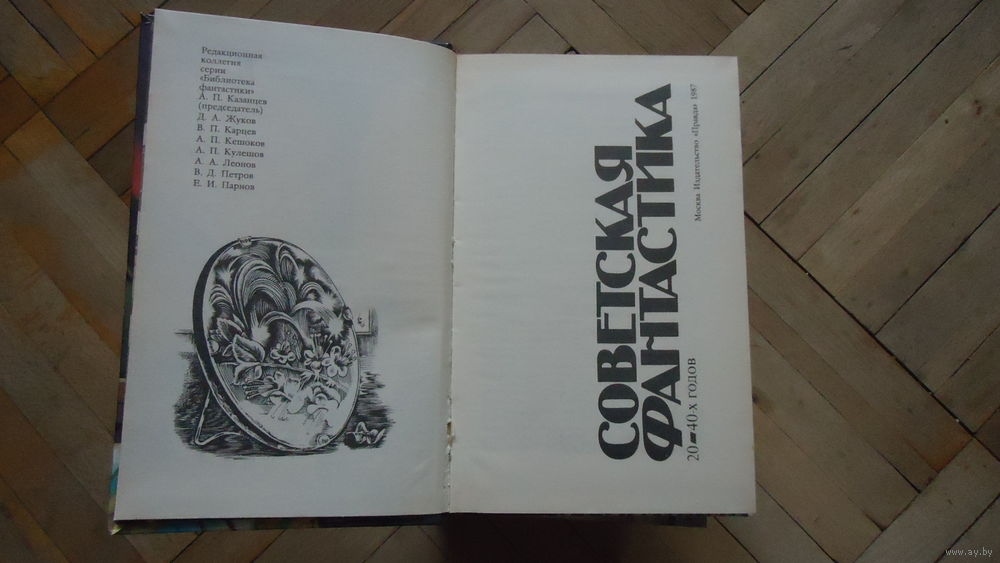 Редакционная
коллегия
серии
«Библиотека
фантастики»
А. П. Казанцев
(председатель)
Д. А. Жуков
В. П. Карцев
А. П. Кешоков
А. П. Кулешов
А. А. Леонов
В. Д. Петров
Е. И. Парнов
СОВЕТСКАЯ
ФАНТАСТИКА
20—40-х годов
Москва Издательство «Правда» 1987
www.ay.by